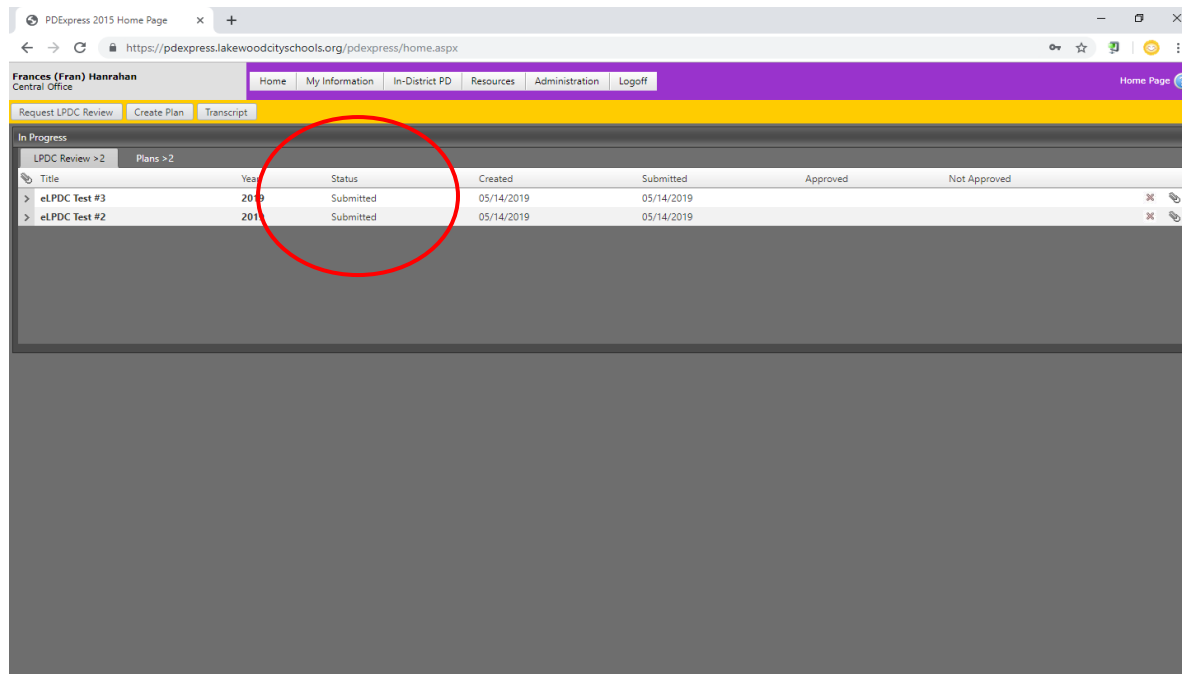 PDExpress 2015 Home Page
https://pdexpress.lakewoodcityschools.org/pdexpress/home.aspx
Frances (Fran) Hanrahan
Central Office
Home My Information In-District PD Resources Administration Logoff Home Page
Request LPDC Review Create Plan Transcript
In Progress
LPDC Review >2 Plans >2
Title Year Status Created Submitted Approved Not Approved
> eLPDC Test #3 2019 Submitted 05/14/2019 05/14/2019
> eLPDC Test #2 2019 Submitted 05/14/2019 05/14/2019